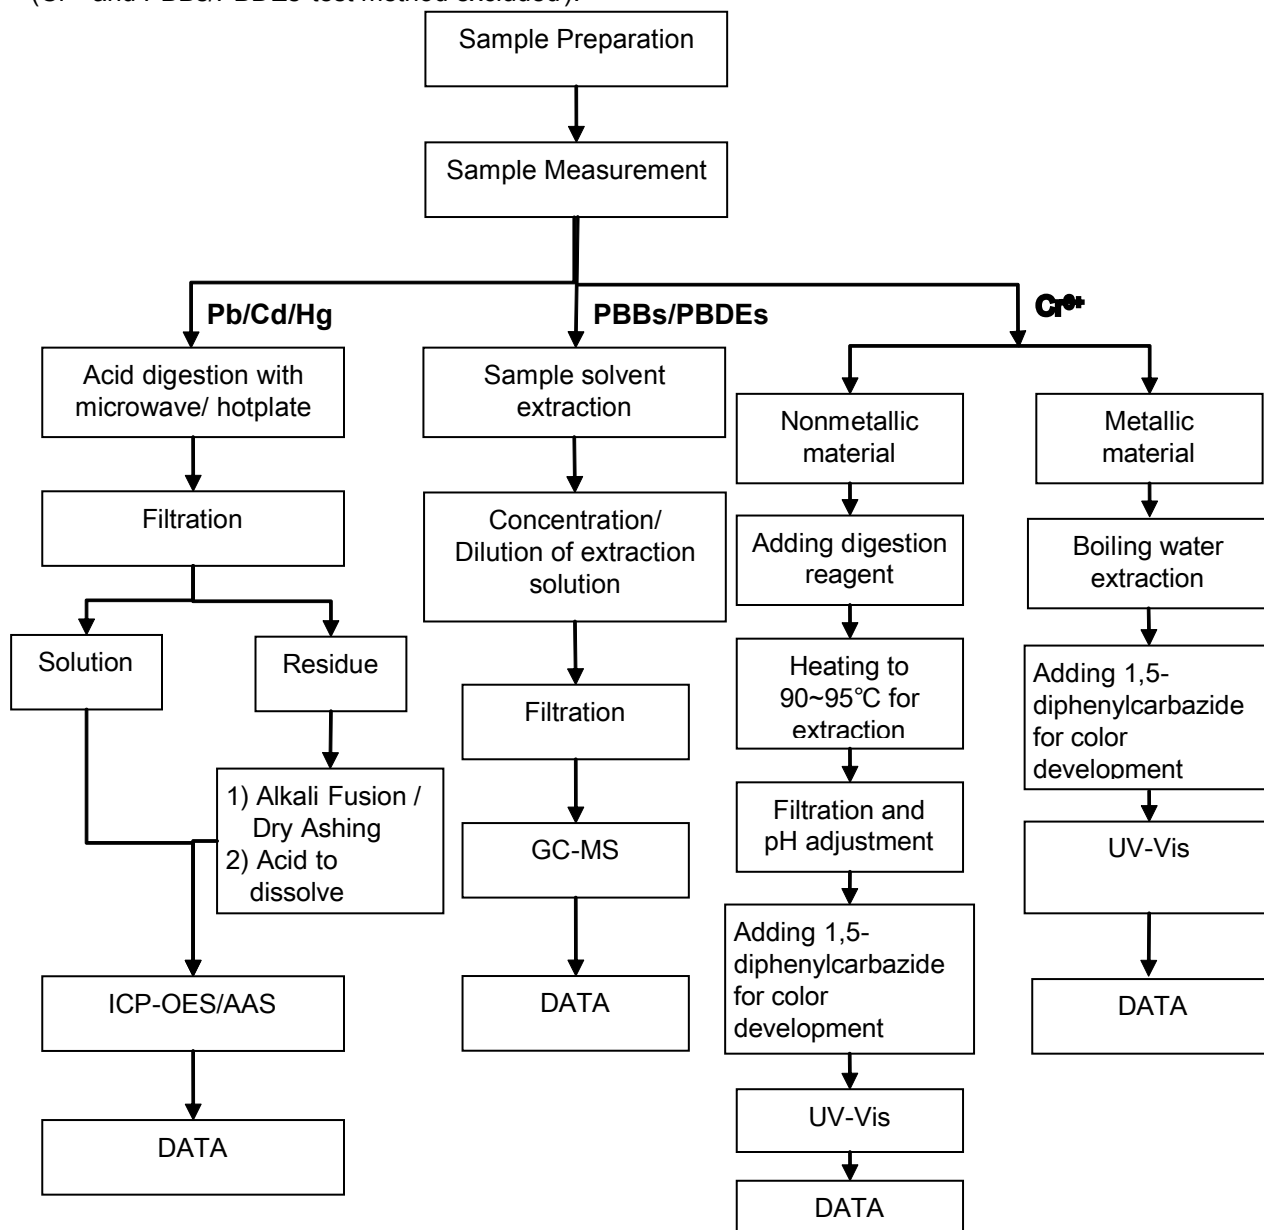 Sample Preparation
Sample Measurement
Pb/Cd/Hg
PBBs/PBDEs
Cr6+
Acid digestion with
microwave/ hotplate
Filtration
Solution
Residue
1) Alkali Fusion /
Dry Ashing
2) Acid to
dissolve
ICP-OES/AAS
DATA
Sample solvent
extraction
Concentration/
Dilution of extraction
solution
Filtration
GC-MS
DATA
Nonmetallic
material
Adding digestion
reagent
Heating to
90~95℃ for
extraction
Filtration and
pH adjustment
Adding 1,5-
diphenylcarbazide
for color
development
UV-Vis
DATA
Metallic
material
Boiling water
extraction
Adding 1,5-
diphenylcarbazide
for color
development
UV-Vis
DATA